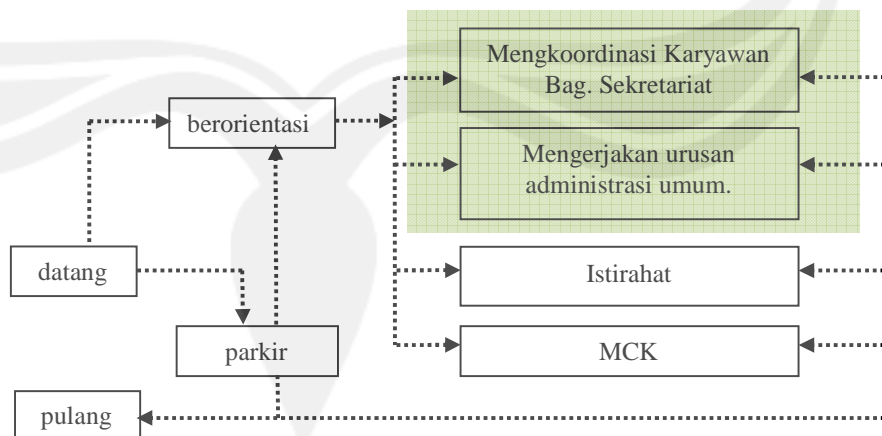 Mengkoordinasi Karyawan
Bag. Sekretariat
berorientasi
Mengerjakan urusan
administrasi umum.
datang
Istirahat
parkir
MCK
pulang